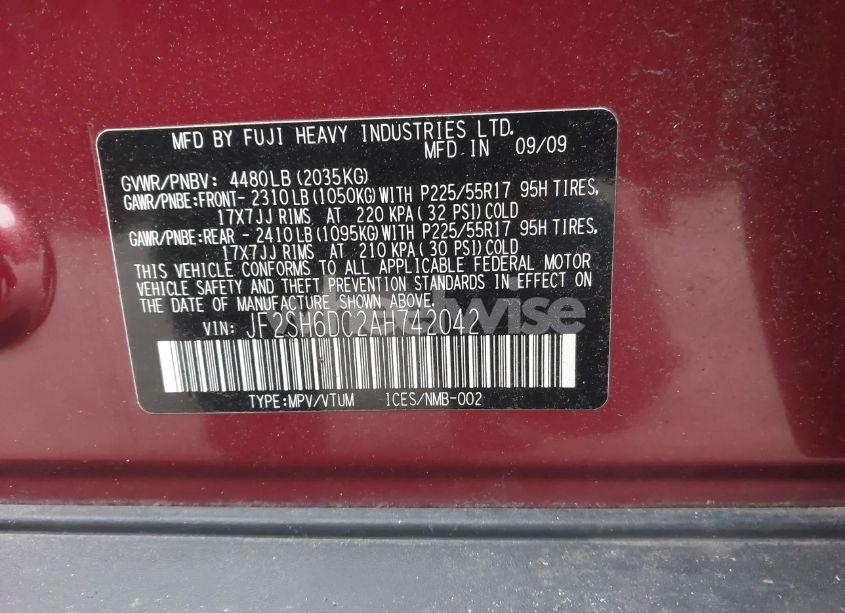 MFD BY FUJI HEAVY INDUSTRIES LTD.
MFD IN 09/09
GVWR/PNBV: 4480LB(2035KG)
GAWR/PNBE:FRONT- 2310LB(1050KG)WITH P225/55R17 95H TIRES,
17X7JJ RIMS AT 220 KPA(32 PSI)COLD
GAWR/PNBE:REAR - 2410LB(1095KG)WITH P225/55R17 95H TIRES,
17X7JJ RIMS AT 210 KPA(30 PSI)COLD
THIS VEHICLE CONFORMS TO ALL APPLICABLE FEDERAL MOTOR
VEHICLE SAFETY AND THEFT PREVENTION STANDARDS IN EFFECT ON
THE DATE OF MANUFACTURE SHOWN ABOVE.
VIN: JF2SH6DC2AH742042
TYPE:MPV/VTUM ICES/NMB-002